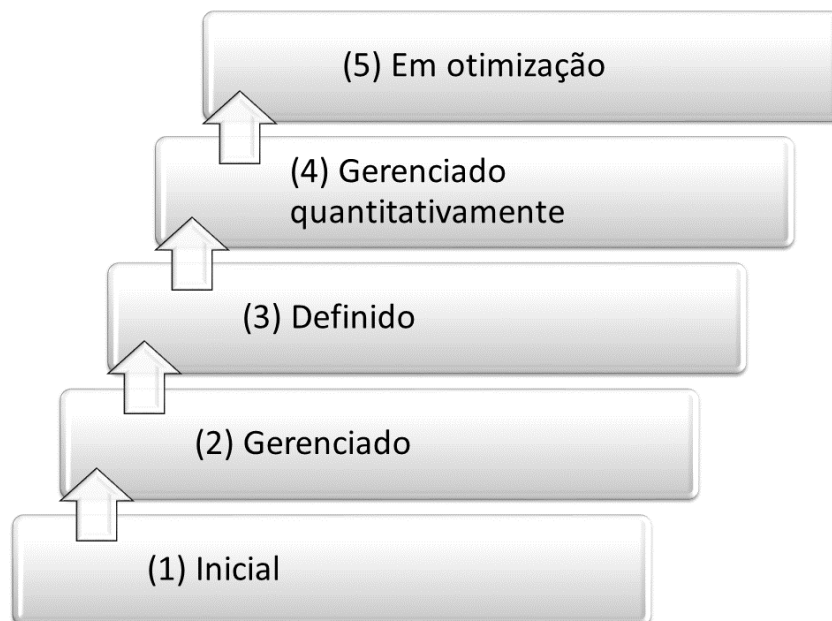 (5) Em otimização
(4) Gerenciado
quantitativamente
(3) Definido
(2) Gerenciado
(1) Inicial